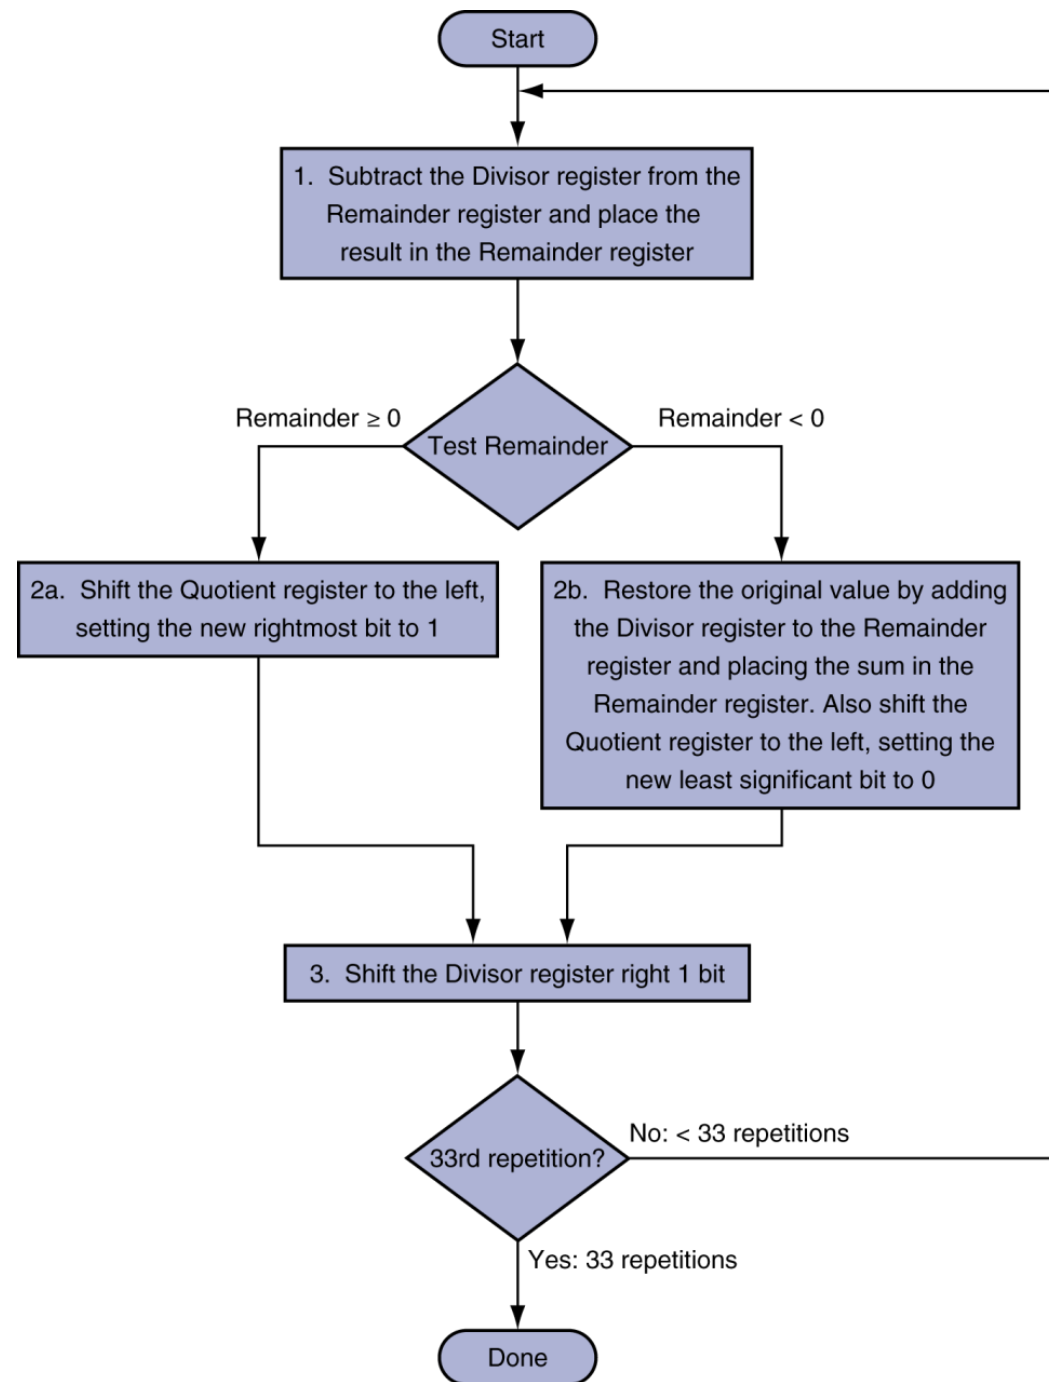 Start
1. Subtract the Divisor register from the
Remainder register and place the
result in the Remainder register
Remainder ≥ 0
Remainder < 0
Test Remainder
2a. Shift the Quotient register to the left,
setting the new rightmost bit to 1
2b. Restore the original value by adding
the Divisor register to the Remainder
register and placing the sum in the
Remainder register. Also shift the
Quotient register to the left, setting the
new least significant bit to 0
3. Shift the Divisor register right 1 bit
No: < 33 repetitions
33rd repetition?
Yes: 33 repetitions
Done